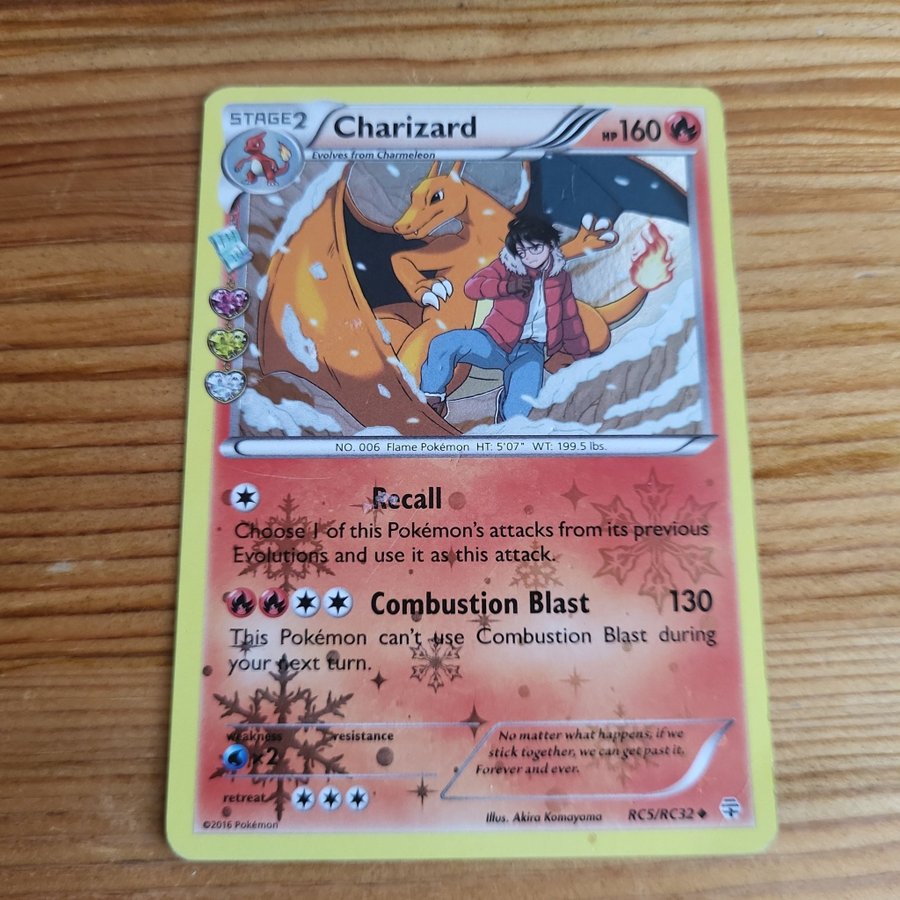 STAGE2 Charizard HP160
Evolves from Charmeleon
NO. 006 Flame Pokémon HT: 5'07" WT: 199.5 lbs.
Recall
Choose 1 of this Pokémon's attacks from its previous
Evolutions and use it as this attack.
Combustion Blast 130
This Pokémon can't use Combustion Blast during
your next turn.
weakness resistance
×2
No matter what happens, if we
stick together, we can get past it.
Forever and ever.
retreat
©2016 Pokémon
Illus. Akira Komayama RC5/RC32